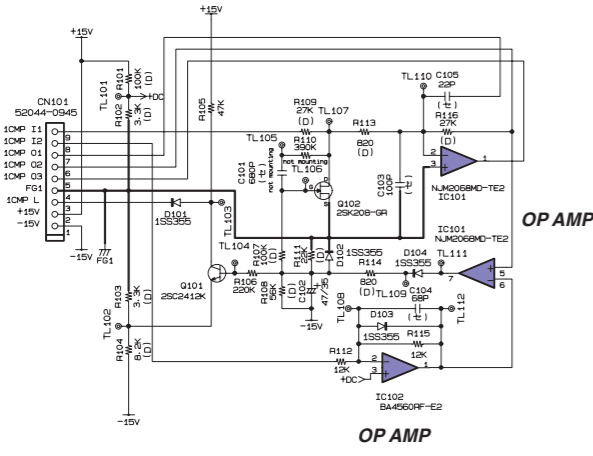 +15V
+15V
CN101
52044-0945
TL101
R101
100K
(D)
+DC
R102
3.3K
(D)
R105
47K
1CMP I1
1CMP I2
1CMP O1
1CMP O2
1CMP O3
FG1
1CMP L
+15V
-15V
9
8
7
6
5
4
3
2
1
-15V
FG1
D101
1SS355
TL103
R109
27K
(D)
TL107
R110
390K
not mounting
TL105
TL106
C101
680P
(セ)
not mounting
D
G
S
Q102
2SK208-GR
R113
820
(D)
C103
100P
(セ)
TL110
C105
22P
(セ)
R116
27K
(D)
2
3
1
NJM2068MD-TE2
IC101
OP AMP
IC101
NJM2068MD-TE2
TL111
7
5
6
D104
1SS355
TL109
R114
820
(D)
D102
1SS355
R111
22K
R107
100K
(D)
TL104
Q101
2SC2412K
R106
220K
R108
56K
(D)
C102
47/35
-15V
R103
3.3K
(D)
TL102
R104
8.2K
(D)
-15V
TL108
C104
68P
(セ)
TL112
D103
1SS355
R115
12K
R112
12K
+DC
2
3
1
IC102
BA4560RF-E2
OP AMP